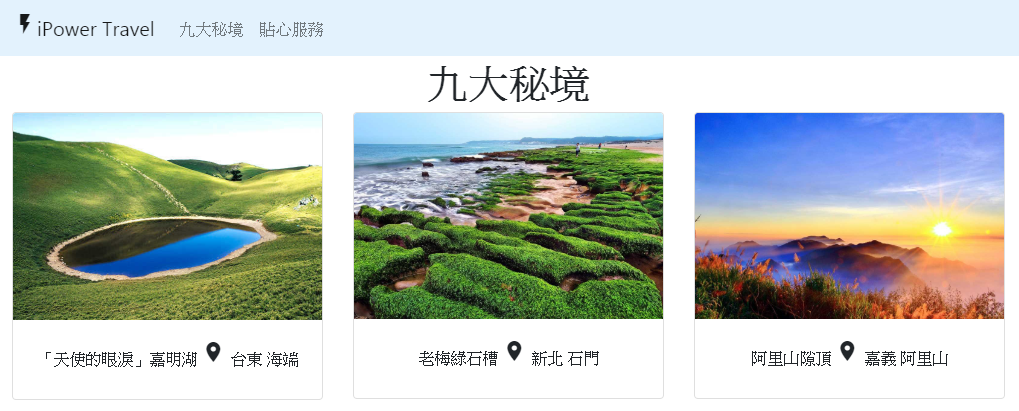 iPower Travel 九大秘境 貼心服務
九大秘境
「天使的眼淚」嘉明湖 台東 海端
老梅綠石槽 新北 石門
阿里山隙頂 嘉義 阿里山